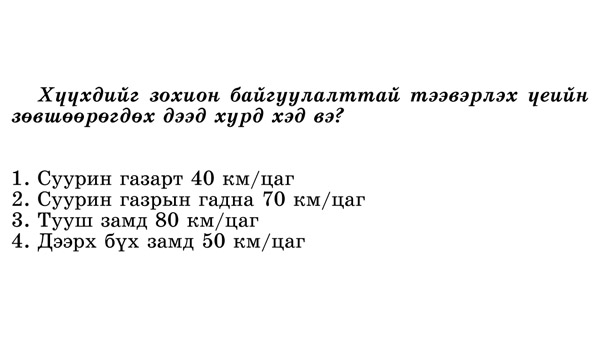 Хүүхдийг зохион байгуулалттай тээвэрлэх үеийн
зөвшөөрөгдөх дээд хурд хэд вэ?
1. Суурин газарт 40 км/цаг
2. Суурин газрын гадна 70 км/цаг
3. Тууш замд 80 км/цаг
4. Дээрх бүх замд 50 км/цаг